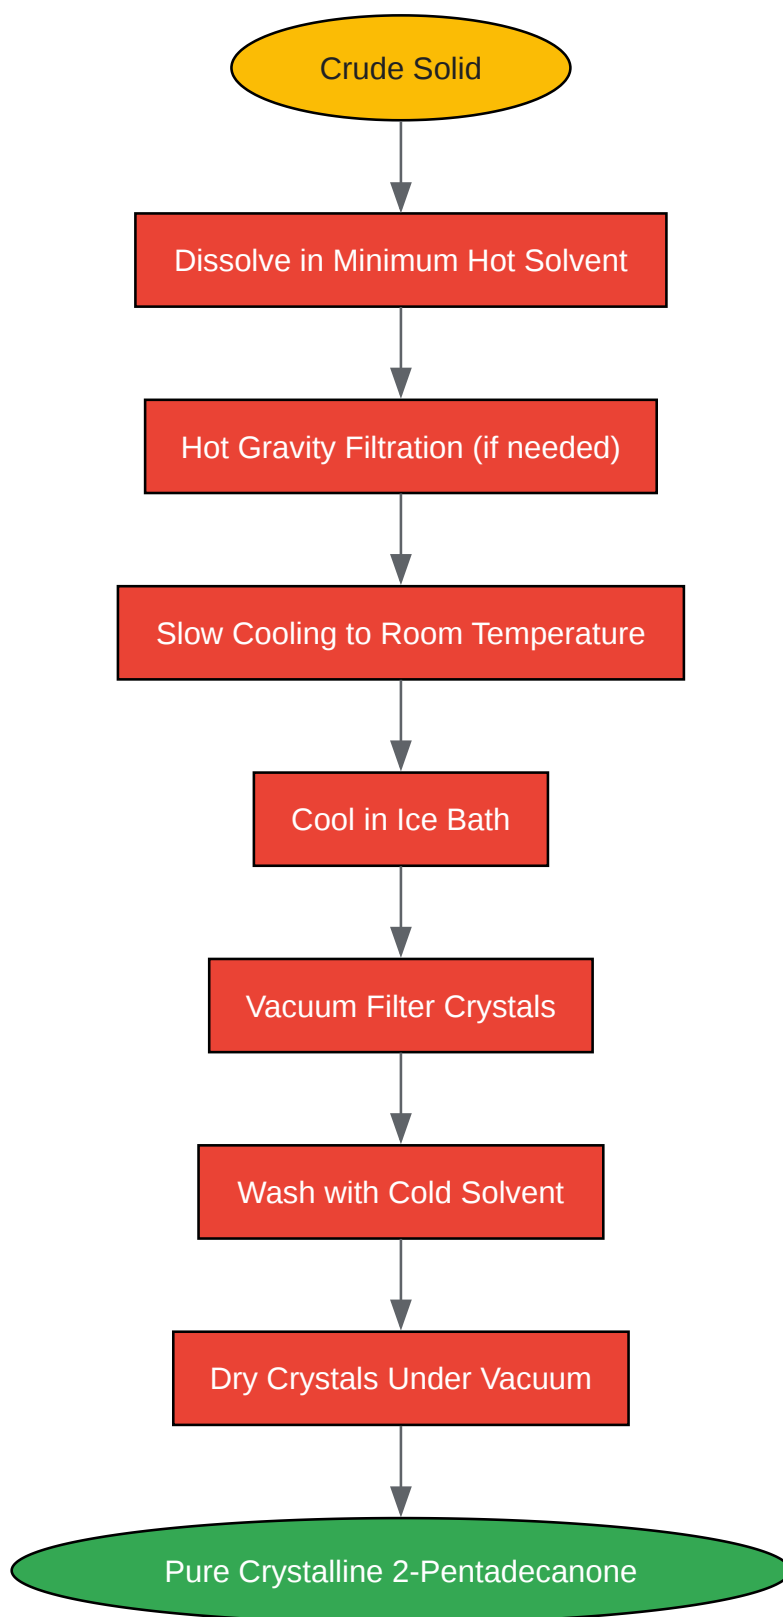 Crude Solid
Dissolve in Minimum Hot Solvent
Hot Gravity Filtration (if needed)
Slow Cooling to Room Temperature
Cool in Ice Bath
Vacuum Filter Crystals
Wash with Cold Solvent
Dry Crystals Under Vacuum
Pure Crystalline 2-Pentadecanone